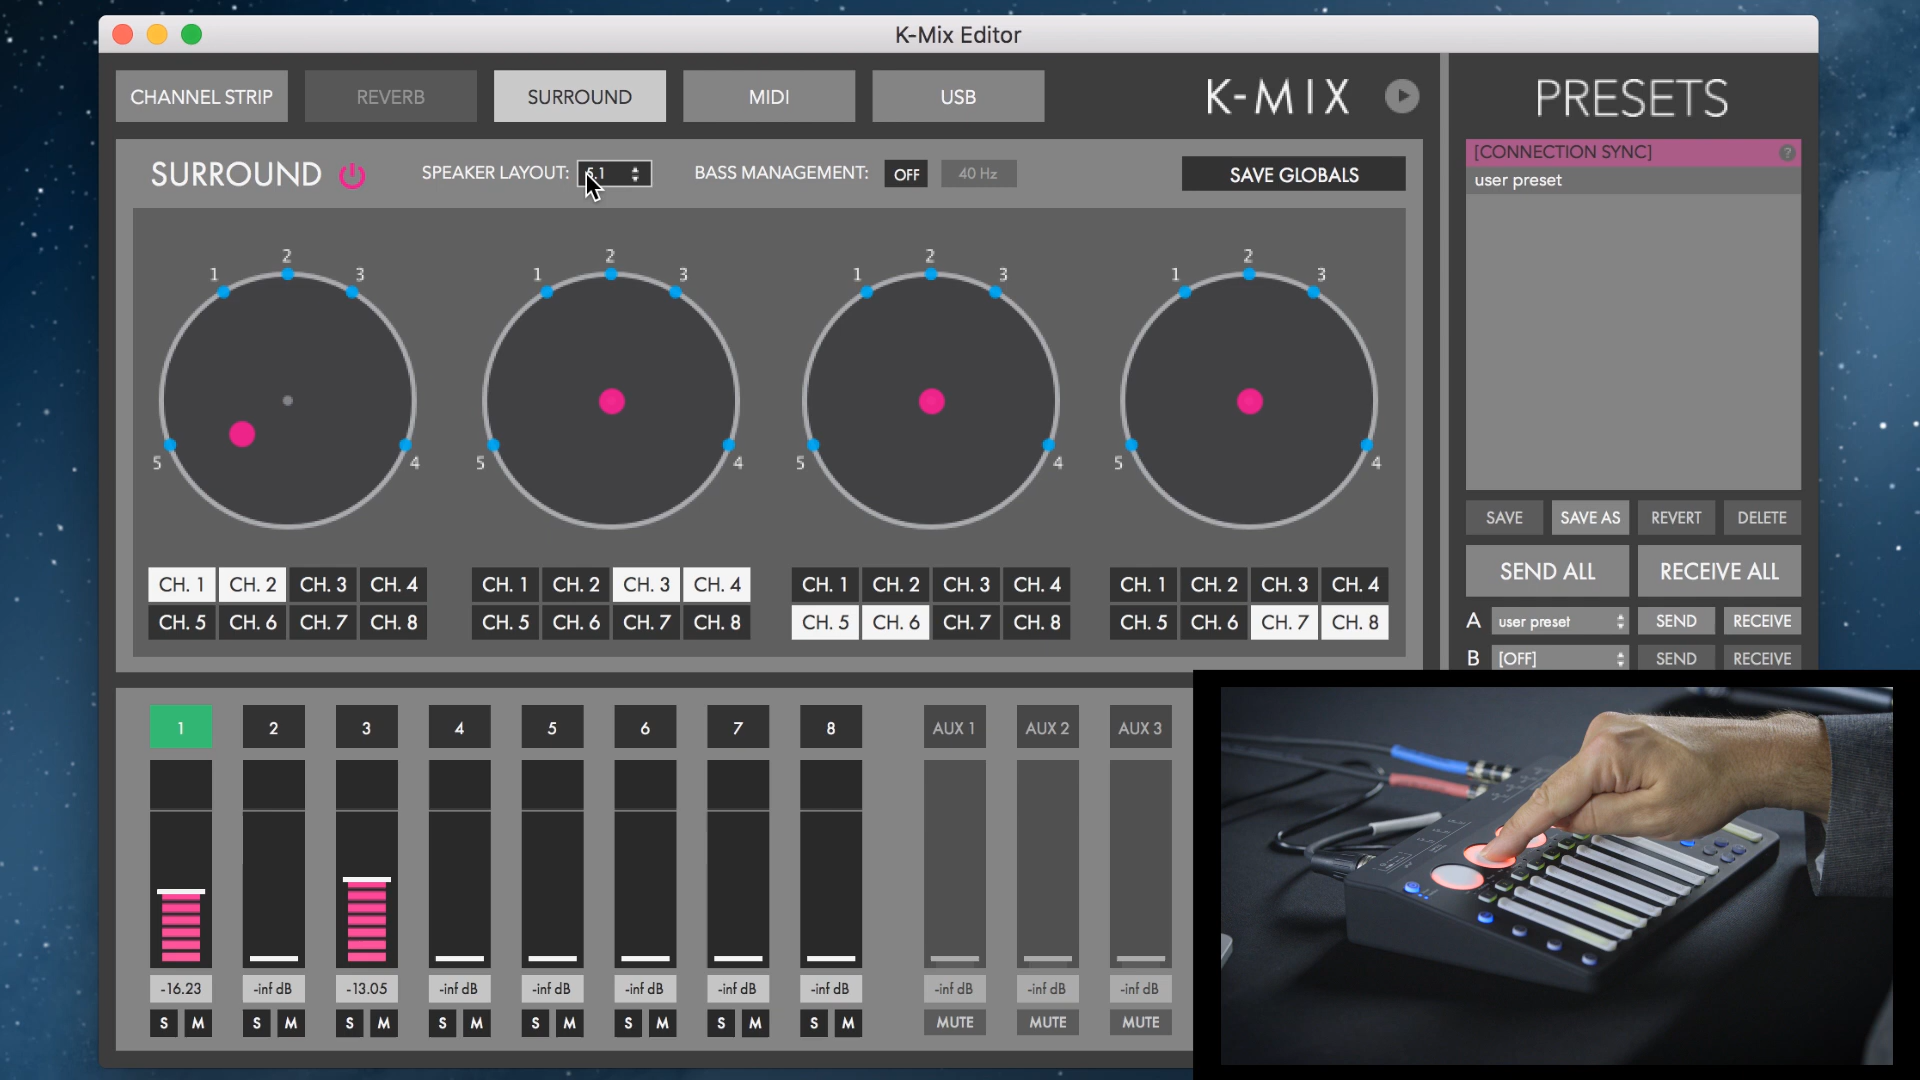 K-Mix Editor
CHANNEL STRIP REVERB SURROUND MIDI USB
K-MIX
PRESETS
SURROUND SPEAKER LAYOUT: 5.1 BASS MANAGEMENT: OFF 40 Hz SAVE GLOBALS
[CONNECTION SYNC] ?
user preset
1 2 3 4 5
1 2 3 4 5
1 2 3 4 5
1 2 3 4 5
CH. 1 CH. 2 CH. 3 CH. 4
CH. 5 CH. 6 CH. 7 CH. 8
CH. 1 CH. 2 CH. 3 CH. 4
CH. 5 CH. 6 CH. 7 CH. 8
CH. 1 CH. 2 CH. 3 CH. 4
CH. 5 CH. 6 CH. 7 CH. 8
CH. 1 CH. 2 CH. 3 CH. 4
CH. 5 CH. 6 CH. 7 CH. 8
SAVE SAVE AS REVERT DELETE
SEND ALL RECEIVE ALL
A user preset SEND RECEIVE
B [OFF] SEND RECEIVE
1 2 3 4 5 6 7 8 AUX 1 AUX 2 AUX 3
-16.23 -inf dB -13.05 -inf dB -inf dB -inf dB -inf dB -inf dB -inf dB -inf dB -inf dB
S M S M S M S M S M S M S M S M MUTE MUTE MUTE